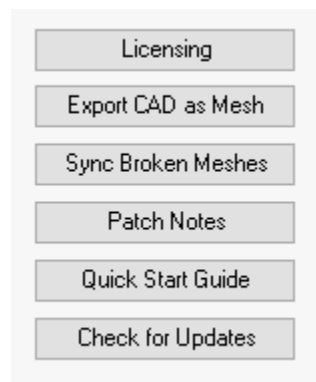 Licensing
Export CAD as Mesh
Sync Broken Meshes
Patch Notes
Quick Start Guide
Check for Updates